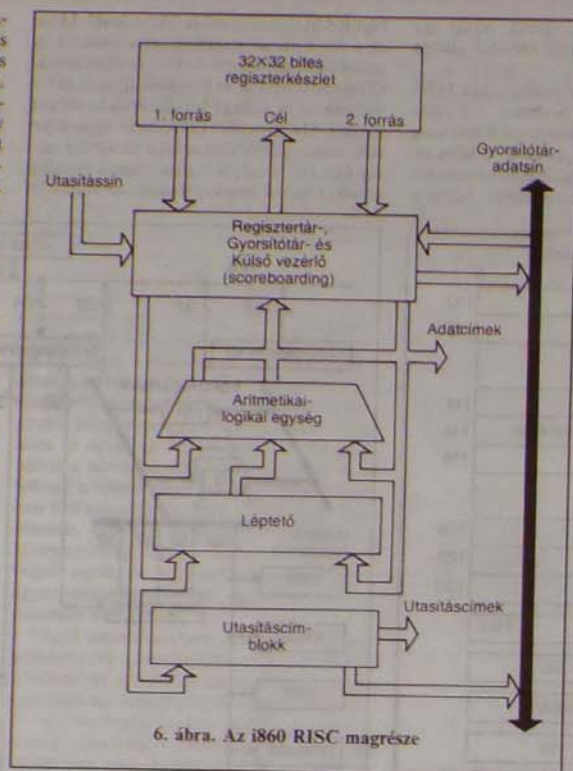 32×32 bites
regiszterkészlet
1. forrás Cél 2. forrás
Gyorsítótár-
adatsín
Utasítássín
Regisztertár-,
Gyorsítótár- és
Külső vezérlő
(scoreboarding)
Adatcímek
Aritmetikai-
logikai egység
Léptető
Utasításcímek
Utasításcím-
blokk
6. ábra. Az i860 RISC magrésze